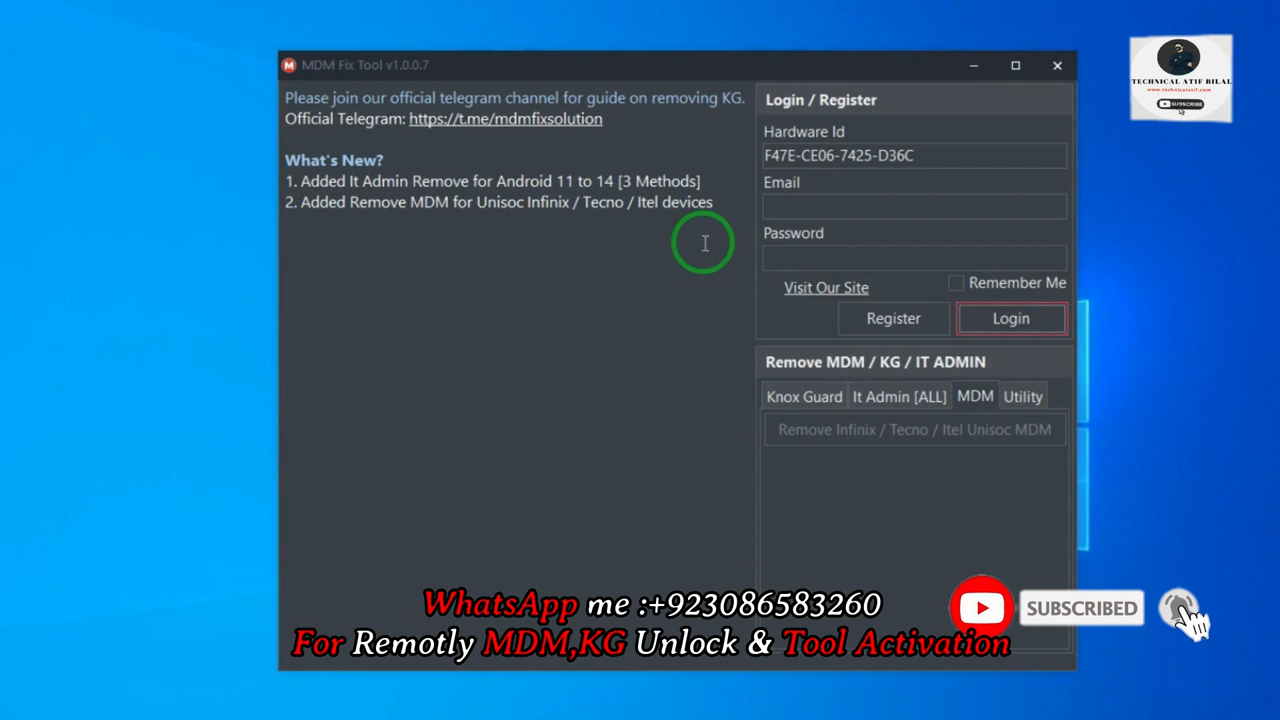 MDM Fix Tool v1.0.0.7
Please join our official telegram channel for guide on removing KG.
Official Telegram: https://t.me/mdmfixsolution
What's New?
1. Added It Admin Remove for Android 11 to 14 [3 Methods]
2. Added Remove MDM for Unisoc Infinix / Tecno / Itel devices
Login / Register
Hardware Id
F47E-CE06-7425-D36C
Email
Password
Remember Me
Visit Our Site
Register Login
Remove MDM / KG / IT ADMIN
Knox Guard It Admin [ALL] MDM Utility
Remove Infinix / Tecno / Itel Unisoc MDM
TECHNICAL ATIF BILAL
www.technicalatif.com
SUBSCRIBE
WhatsApp me :+923086583260
For Remotly MDM,KG Unlock & Tool Activation
SUBSCRIBED